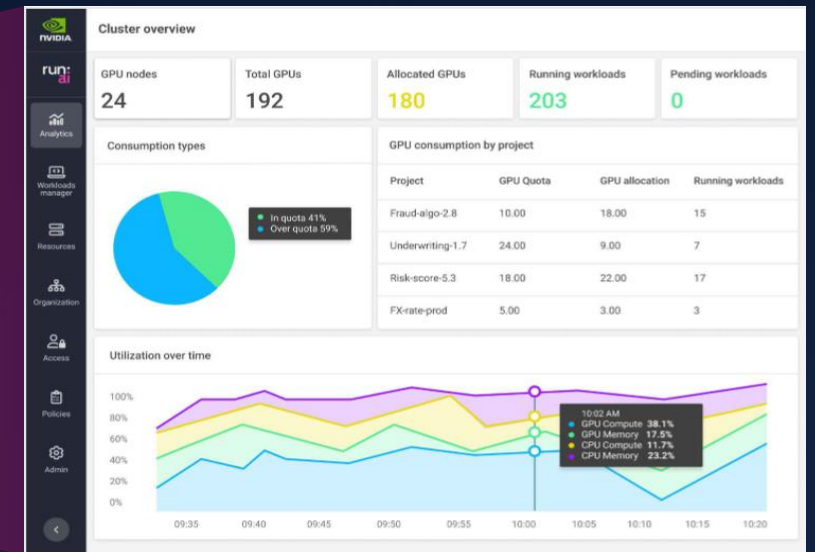 NVIDIA.
run:
ai
Analytics
Workloads
manager
Resources
Organization
Access
Policies
Admin
Cluster overview
GPU nodes
24
Total GPUs
192
Allocated GPUs
180
Running workloads
203
Pending workloads
0
Consumption types
In quota 41%
Over quota 59%
GPU consumption by project
Project GPU Quota GPU allocation Running workloads
Fraud-algo-2.8 10.00 18.00 15
Underwriting-1.7 24.00 9.00 7
Risk-score-5.3 18.00 22.00 17
FX-rate-prod 5.00 3.00 3
Utilization over time
100%
80%
60%
40%
20%
0%
10:02 AM
GPU Compute 38.1%
GPU Memory 17.5%
CPU Compute 11.7%
CPU Memory 23.2%
09:35 09:40 09:45 09:50 09:55 10:00 10:05 10:10 10:15 10:20